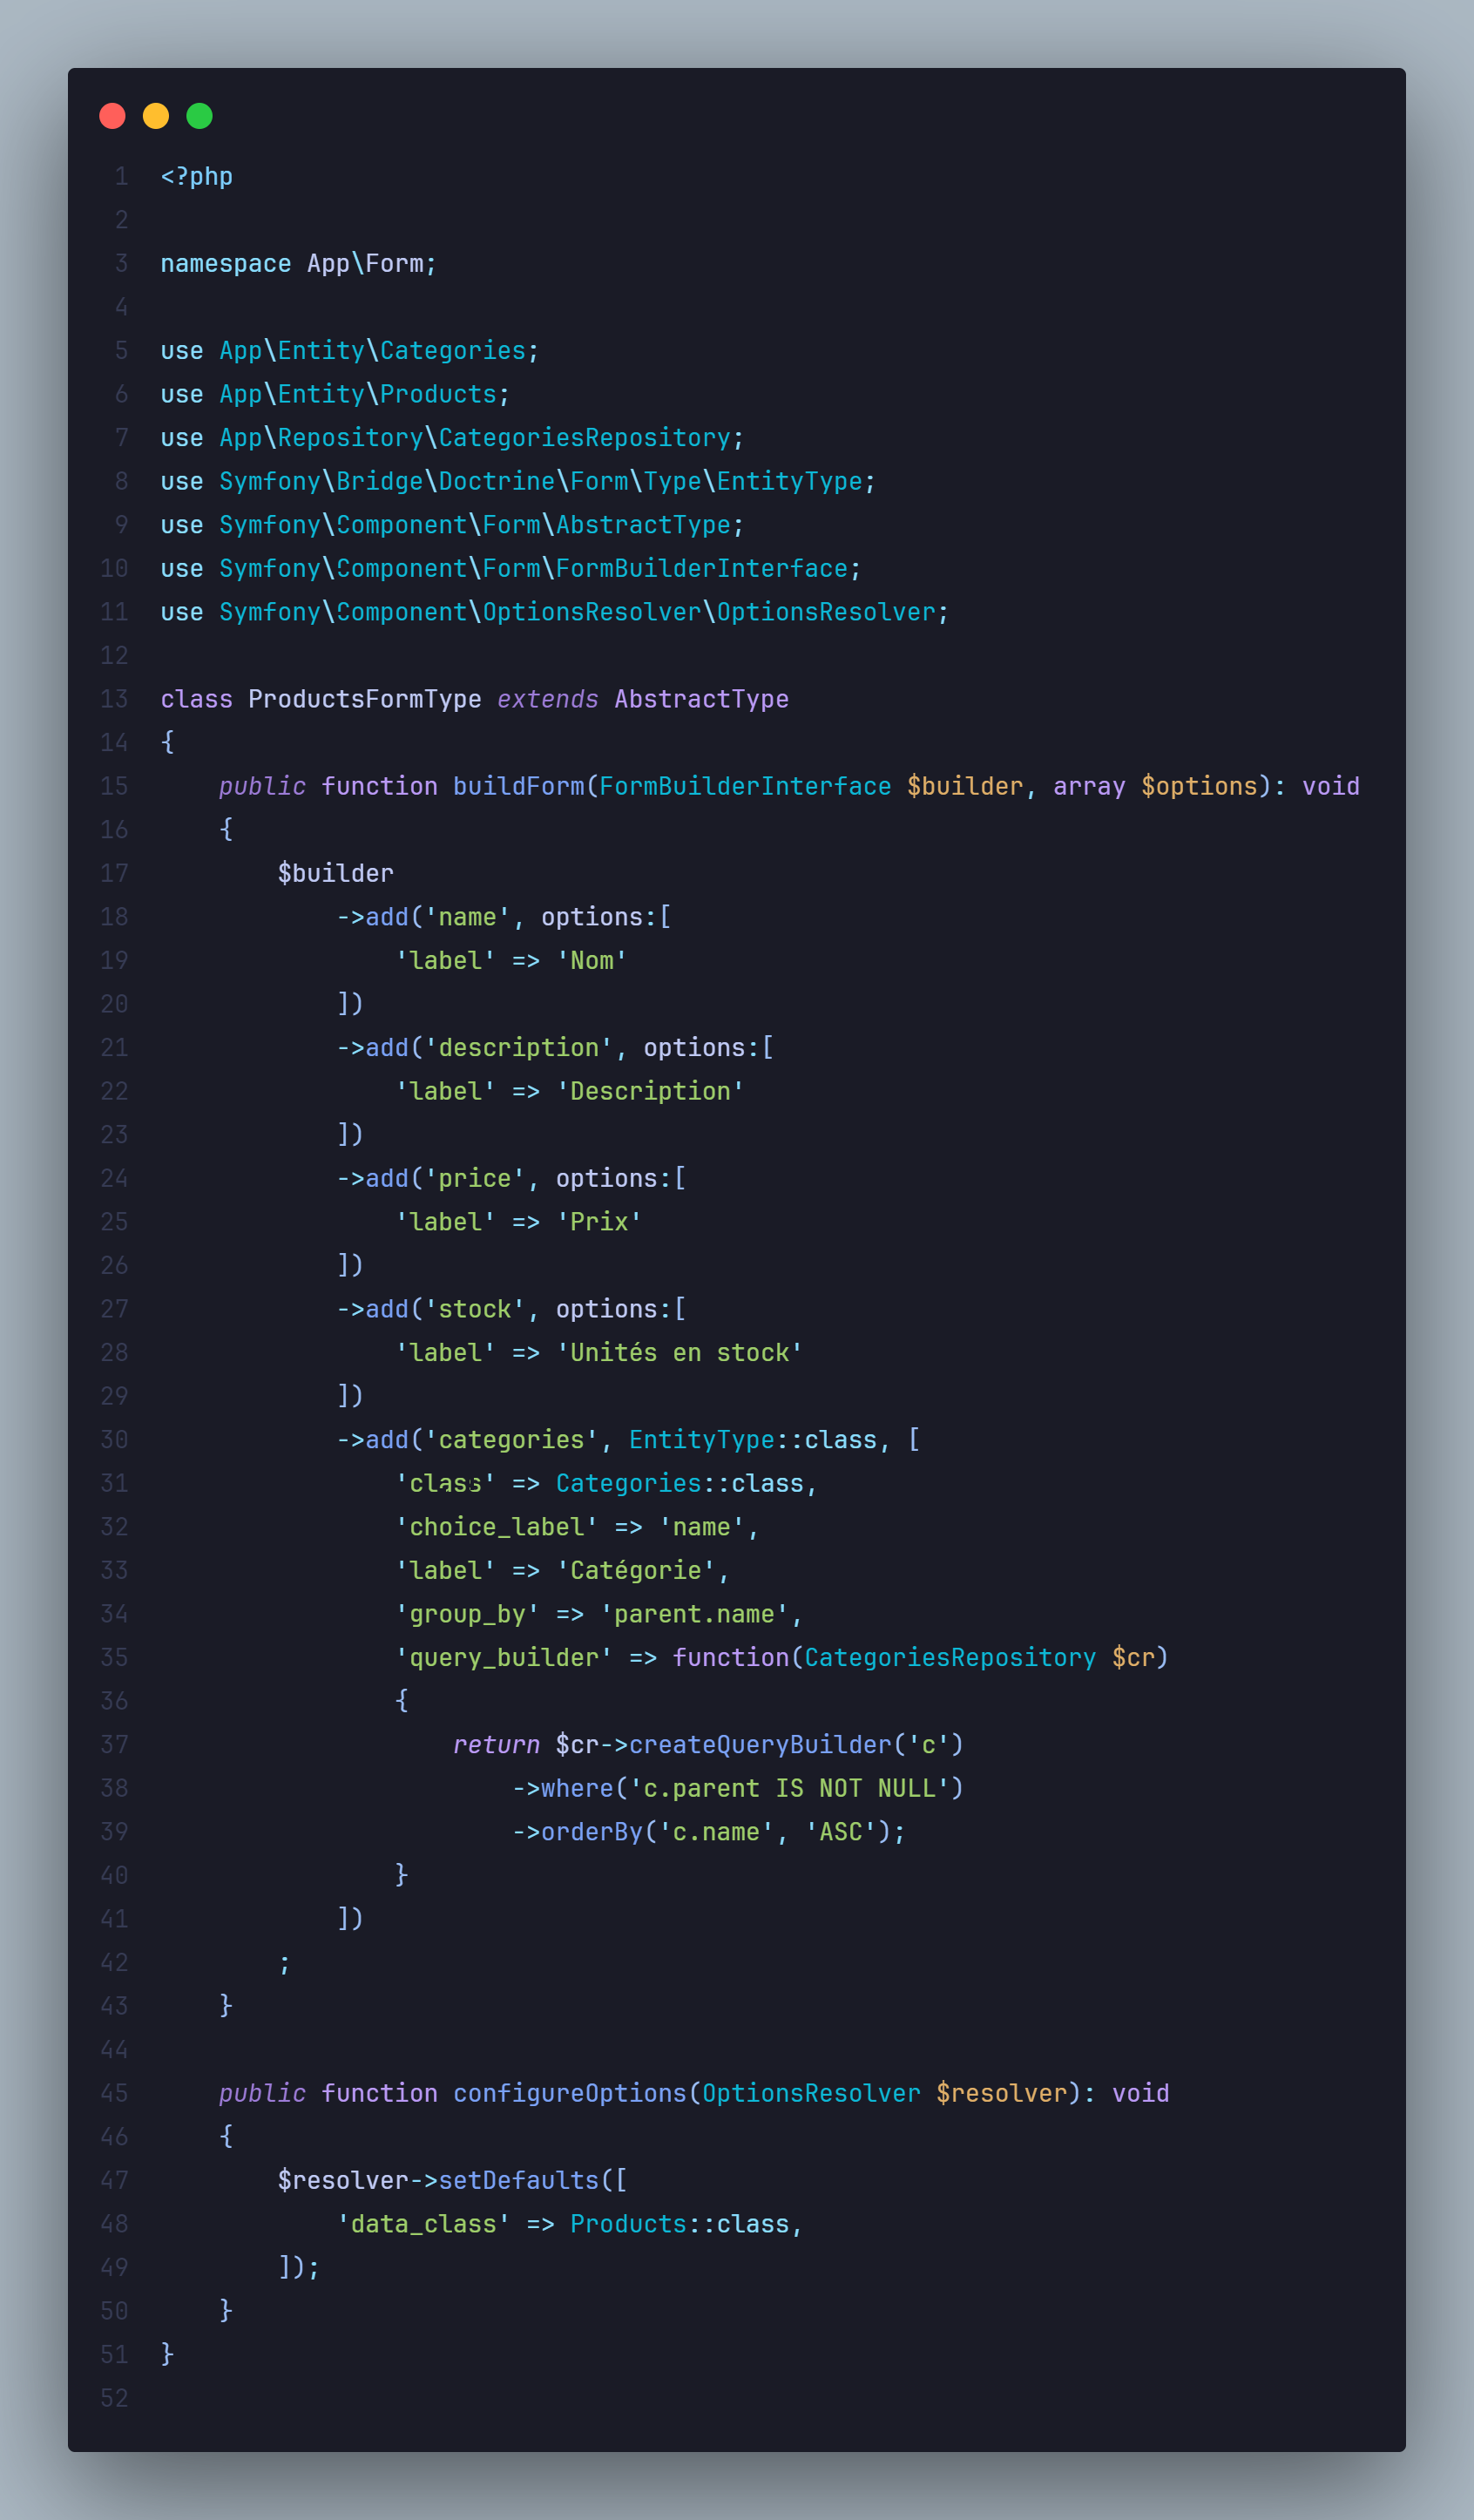 1 <?php
2
3 namespace App\Form;
4
5 use App\Entity\Categories;
6 use App\Entity\Products;
7 use App\Repository\CategoriesRepository;
8 use Symfony\Bridge\Doctrine\Form\Type\EntityType;
9 use Symfony\Component\Form\AbstractType;
10 use Symfony\Component\Form\FormBuilderInterface;
11 use Symfony\Component\OptionsResolver\OptionsResolver;
12
13 class ProductsFormType extends AbstractType
14 {
15     public function buildForm(FormBuilderInterface $builder, array $options): void
16     {
17         $builder
18             ->add('name', options:[
19                 'label' => 'Nom'
20             ])
21             ->add('description', options:[
22                 'label' => 'Description'
23             ])
24             ->add('price', options:[
25                 'label' => 'Prix'
26             ])
27             ->add('stock', options:[
28                 'label' => 'Unités en stock'
29             ])
30             ->add('categories', EntityType::class, [
31                 'class' => Categories::class,
32                 'choice_label' => 'name',
33                 'label' => 'Catégorie',
34                 'group_by' => 'parent.name',
35                 'query_builder' => function(CategoriesRepository $cr)
36                 {
37                     return $cr->createQueryBuilder('c')
38                         ->where('c.parent IS NOT NULL')
39                         ->orderBy('c.name', 'ASC');
40                 }
41             ])
42         ;
43     }
44
45     public function configureOptions(OptionsResolver $resolver): void
46     {
47         $resolver->setDefaults([
48             'data_class' => Products::class,
49         ]);
50     }
51 }
52